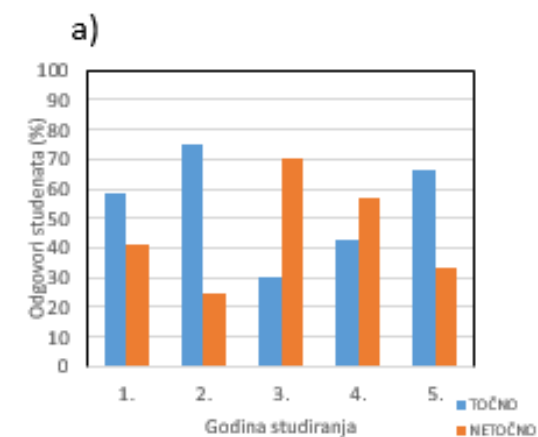 a)
100
90
80
70
60
50
40
30
20
10
0
Odgovori studenata (%)
1. 2. 3. 4. 5.
Godina studiranja
TOČNO
NETOČNO